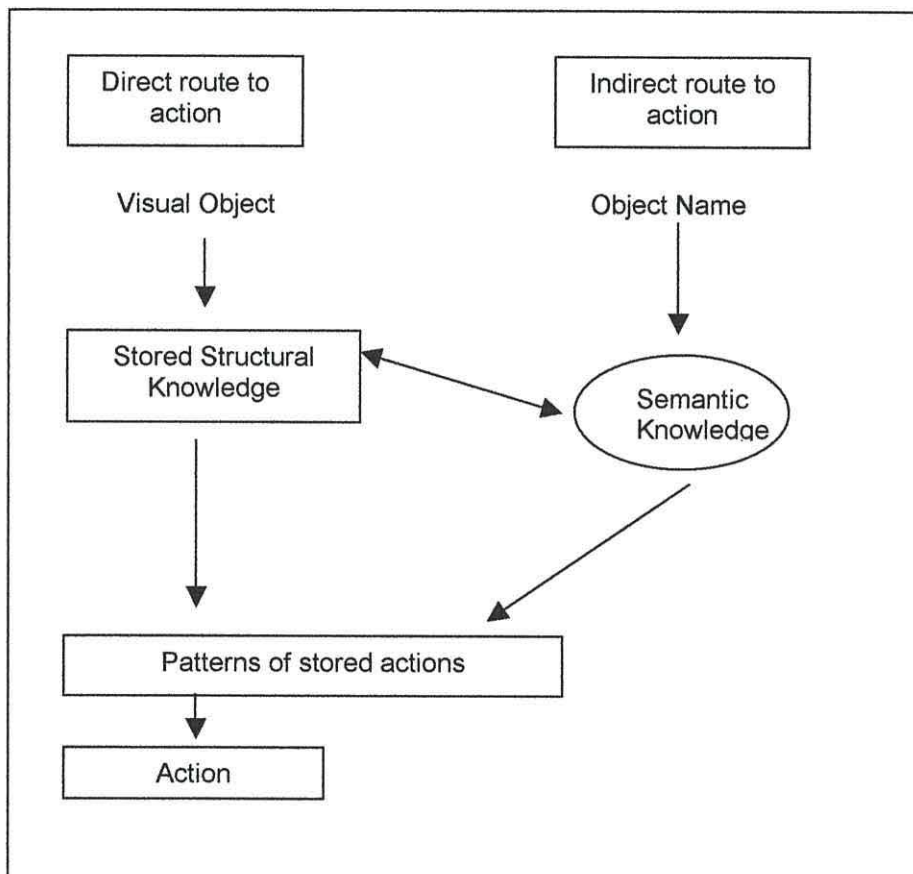 Direct route to
action
Indirect route to
action
Visual Object
Object Name
Stored Structural
Knowledge
Semantic
Knowledge
Patterns of stored actions
Action